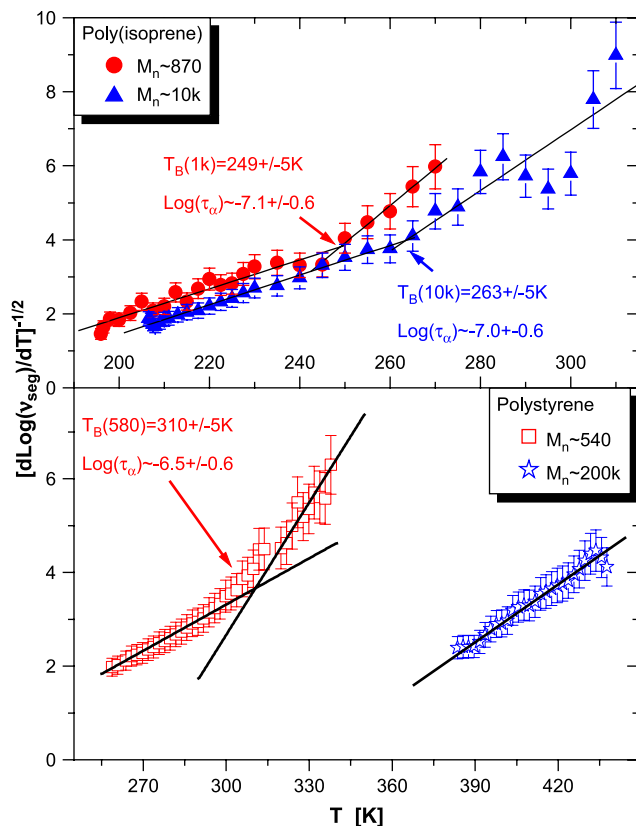 10
8
6
4
2
0
Poly(isoprene)
Mn~870
Mn~10k
TB(1k)=249+/-5K
Log(τα)~-7.1+/-0.6
TB(10k)=263+/-5K
Log(τα)~-7.0+-0.6
200 220 240 260 280 300
[dLog(νseg)/dT]-1/2
8
6
4
2
0
TB(580)=310+/-5K
Log(τα)~-6.5+/-0.6
Polystyrene
Mn~540
Mn~200k
270 300 330 360 390 420
T [K]